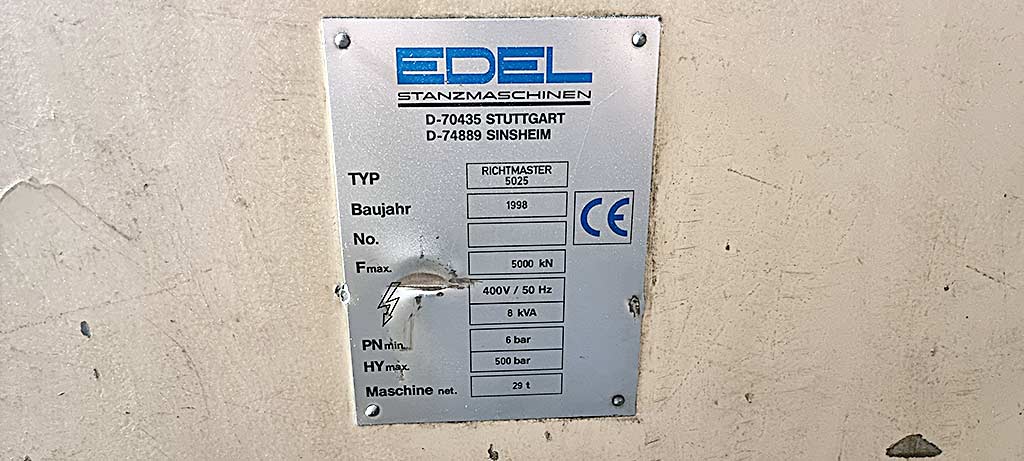 EDEL
STANZMASCHINEN
D-70435 STUTTGART
D-74889 SINSHEIM
TYP RICHTMASTER
5025
Baujahr 1998
CE
No.
Fmax. 5000 kN
400V / 50 Hz
8 kVA
PNmin. 6 bar
HYmax. 500 bar
Maschine net. 29 t